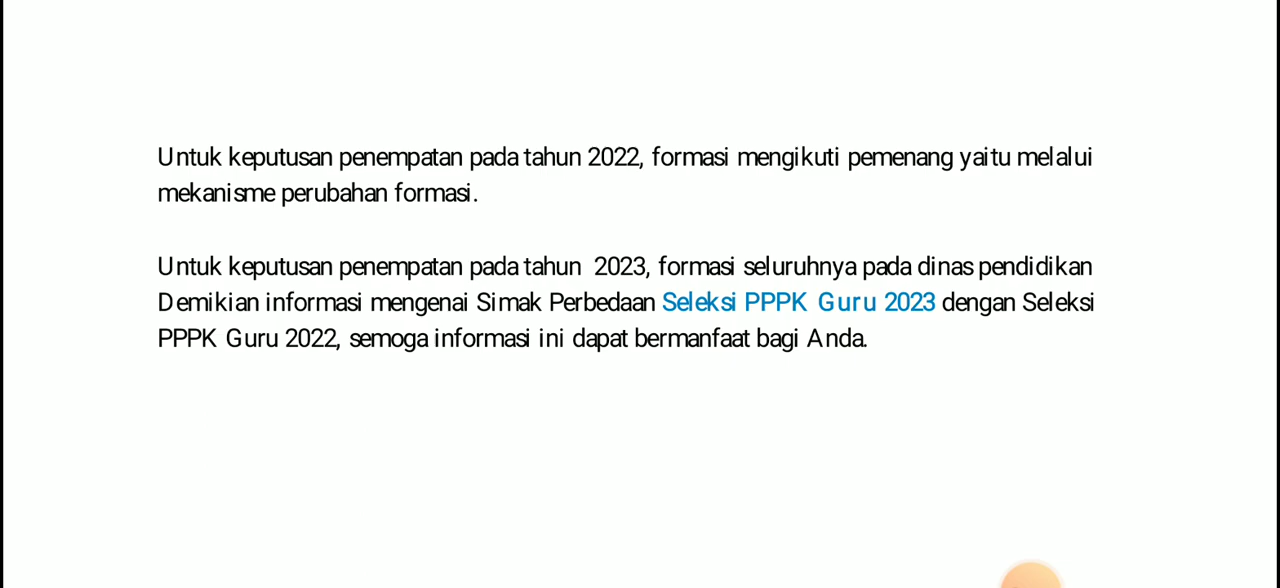 Untuk keputusan penempatan pada tahun 2022, formasi mengikuti pemenang yaitu melalui
mekanisme perubahan formasi.
Untuk keputusan penempatan pada tahun 2023, formasi seluruhnya pada dinas pendidikan
Demikian informasi mengenai Simak Perbedaan Seleksi PPPK Guru 2023 dengan Seleksi
PPPK Guru 2022, semoga informasi ini dapat bermanfaat bagi Anda.